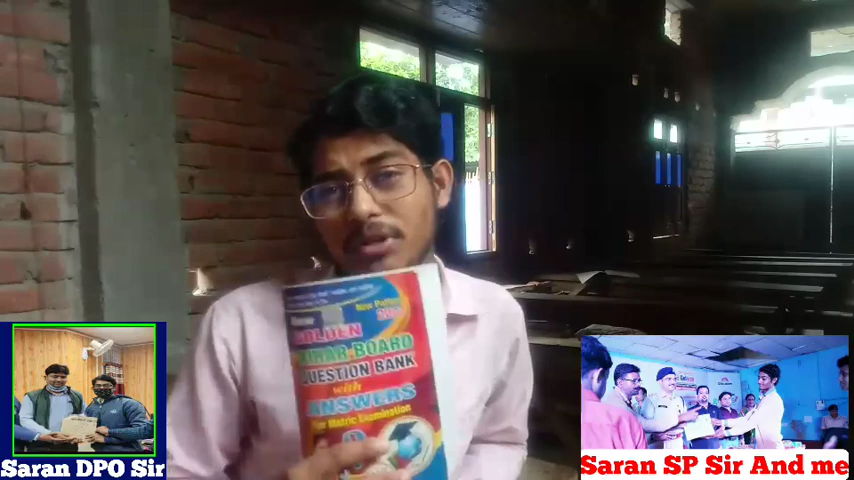 New Pattern
GOLDEN
BIHAR BOARD
QUESTION BANK
with
ANSWERS
For Matric Examination
Saran DPO Sir
Saran SP Sir And me